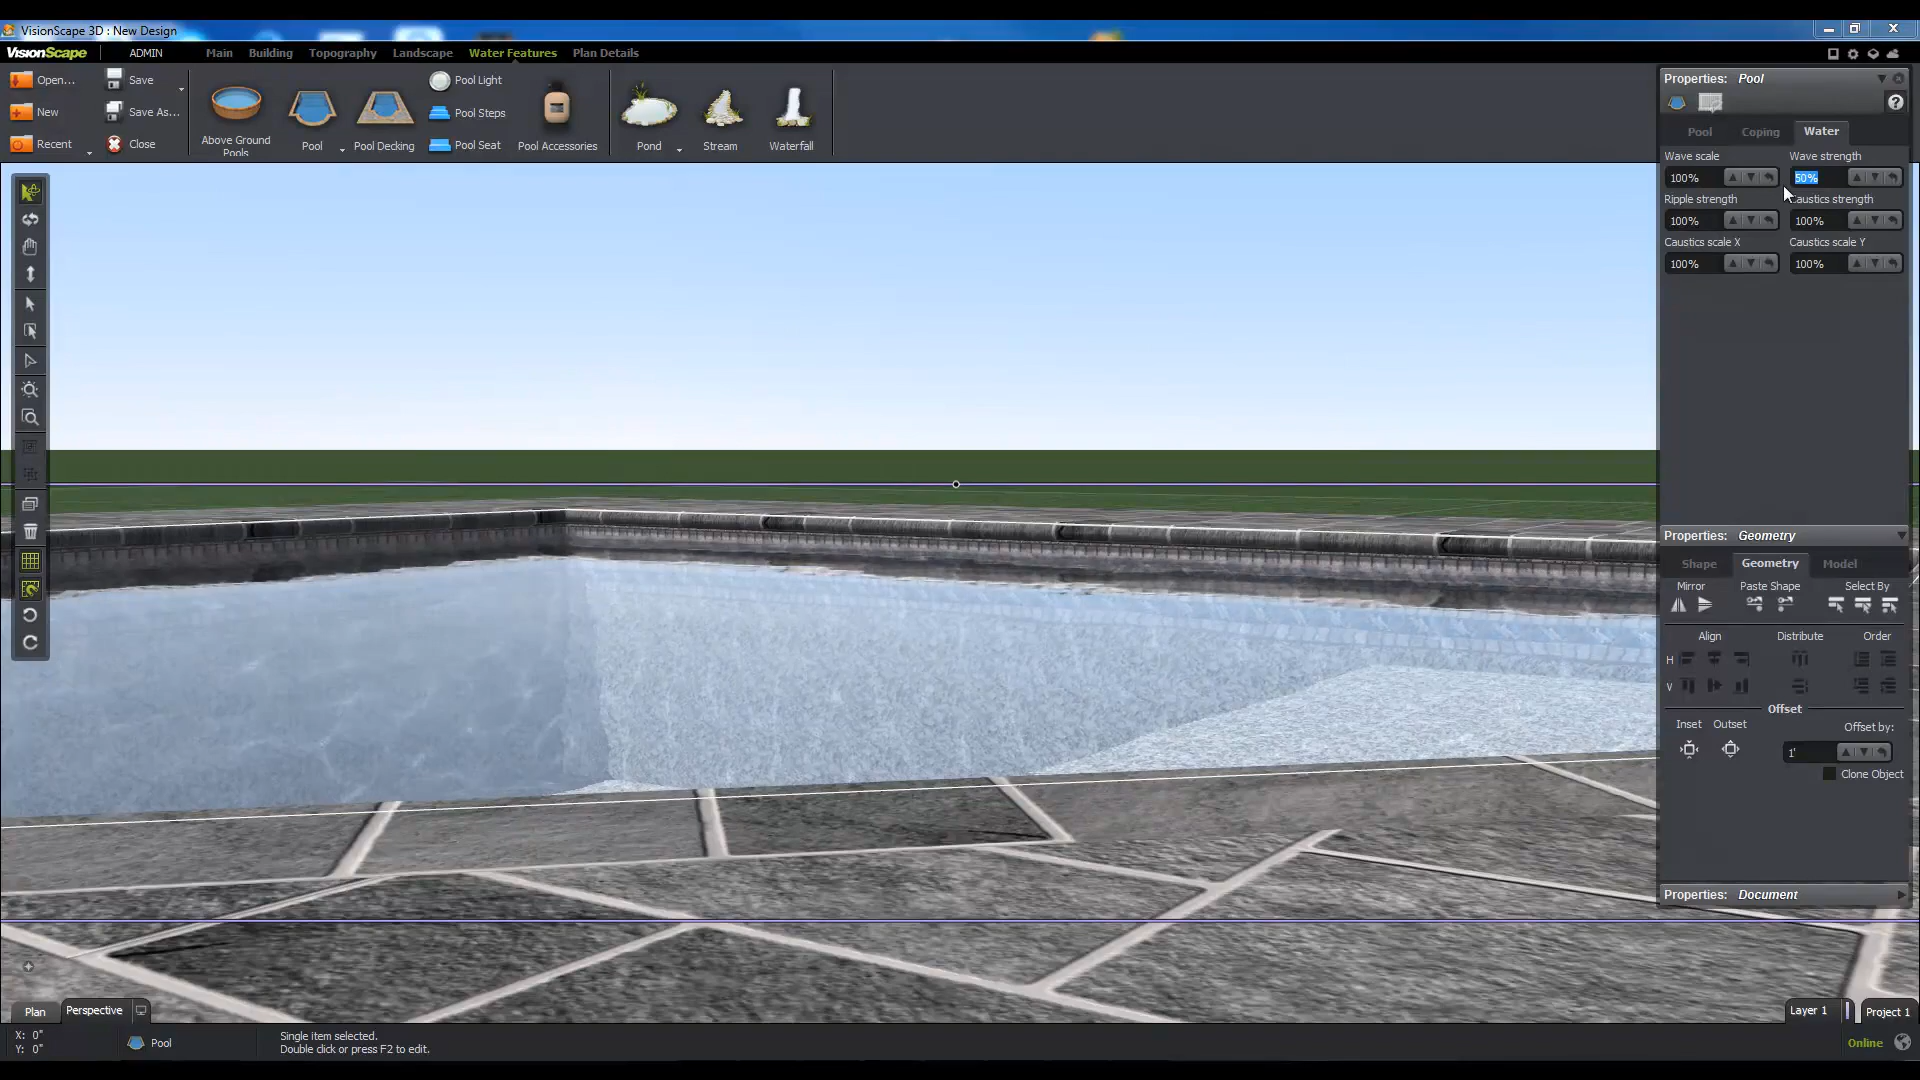 VisionScape 3D : New Design
VisionScape
ADMIN
Main
Building
Topography
Landscape
Water Features
Plan Details
Open...
Save
New
Save As...
Recent
Close
Above Ground
Pools
Pool
Pool Decking
Pool Light
Pool Steps
Pool Seat
Pool Accessories
Pond
Stream
Waterfall
Properties: Pool
?
Pool
Coping
Water
Wave scale
Wave strength
100%
50%
Ripple strength
Caustics strength
100%
100%
Caustics scale X
Caustics scale Y
100%
100%
Properties: Geometry
Shape
Geometry
Model
Mirror
Paste Shape
Select By
Align
Distribute
Order
H
V
Offset
Inset
Outset
Offset by:
1'
Clone Object
Properties: Document
Plan
Perspective
Layer 1
Project 1
X: 0"
Y: 0"
Pool
Single item selected.
Double click or press F2 to edit.
Online